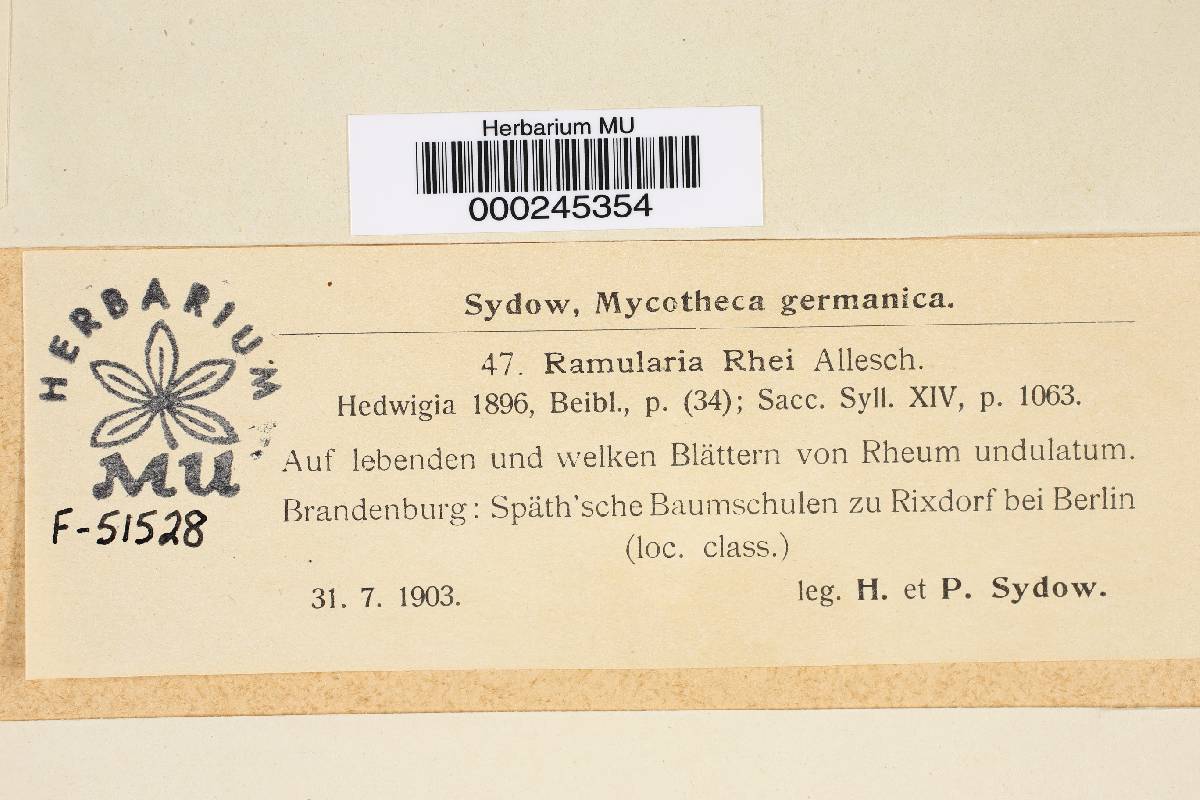 Herbarium MU
000245354
HERBARIUM
MU
F-51528
Sydow, Mycotheca germanica.
47. Ramularia Rhei Allesch.
Hedwigia 1896, Beibl., p. (34); Sacc. Syll. XIV, p. 1063.
Auf lebenden und welken Blättern von Rheum undulatum.
Brandenburg: Späth'sche Baumschulen zu Rixdorf bei Berlin
(loc. class.)
31. 7. 1903. leg. H. et P. Sydow.